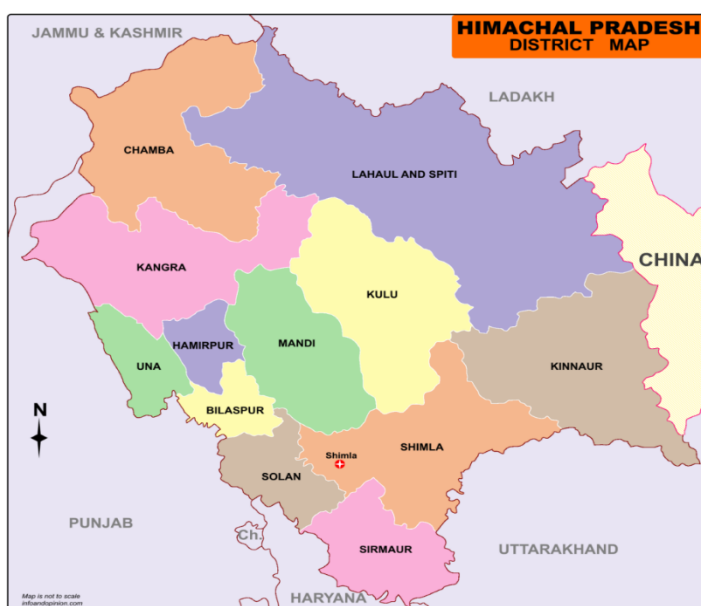 HIMACHAL PRADESH
DISTRICT MAP
JAMMU & KASHMIR
LADAKH
CHAMBA
LAHAUL AND SPITI
CHINA
KANGRA
KULU
HAMIRPUR
MANDI
UNA
KINNAUR
BILASPUR
N
SHIMLA
Shimla
SOLAN
PUNJAB
Ch.
SIRMAUR
UTTARAKHAND
HARYANA
Map is not to scale
infoandopinion.com